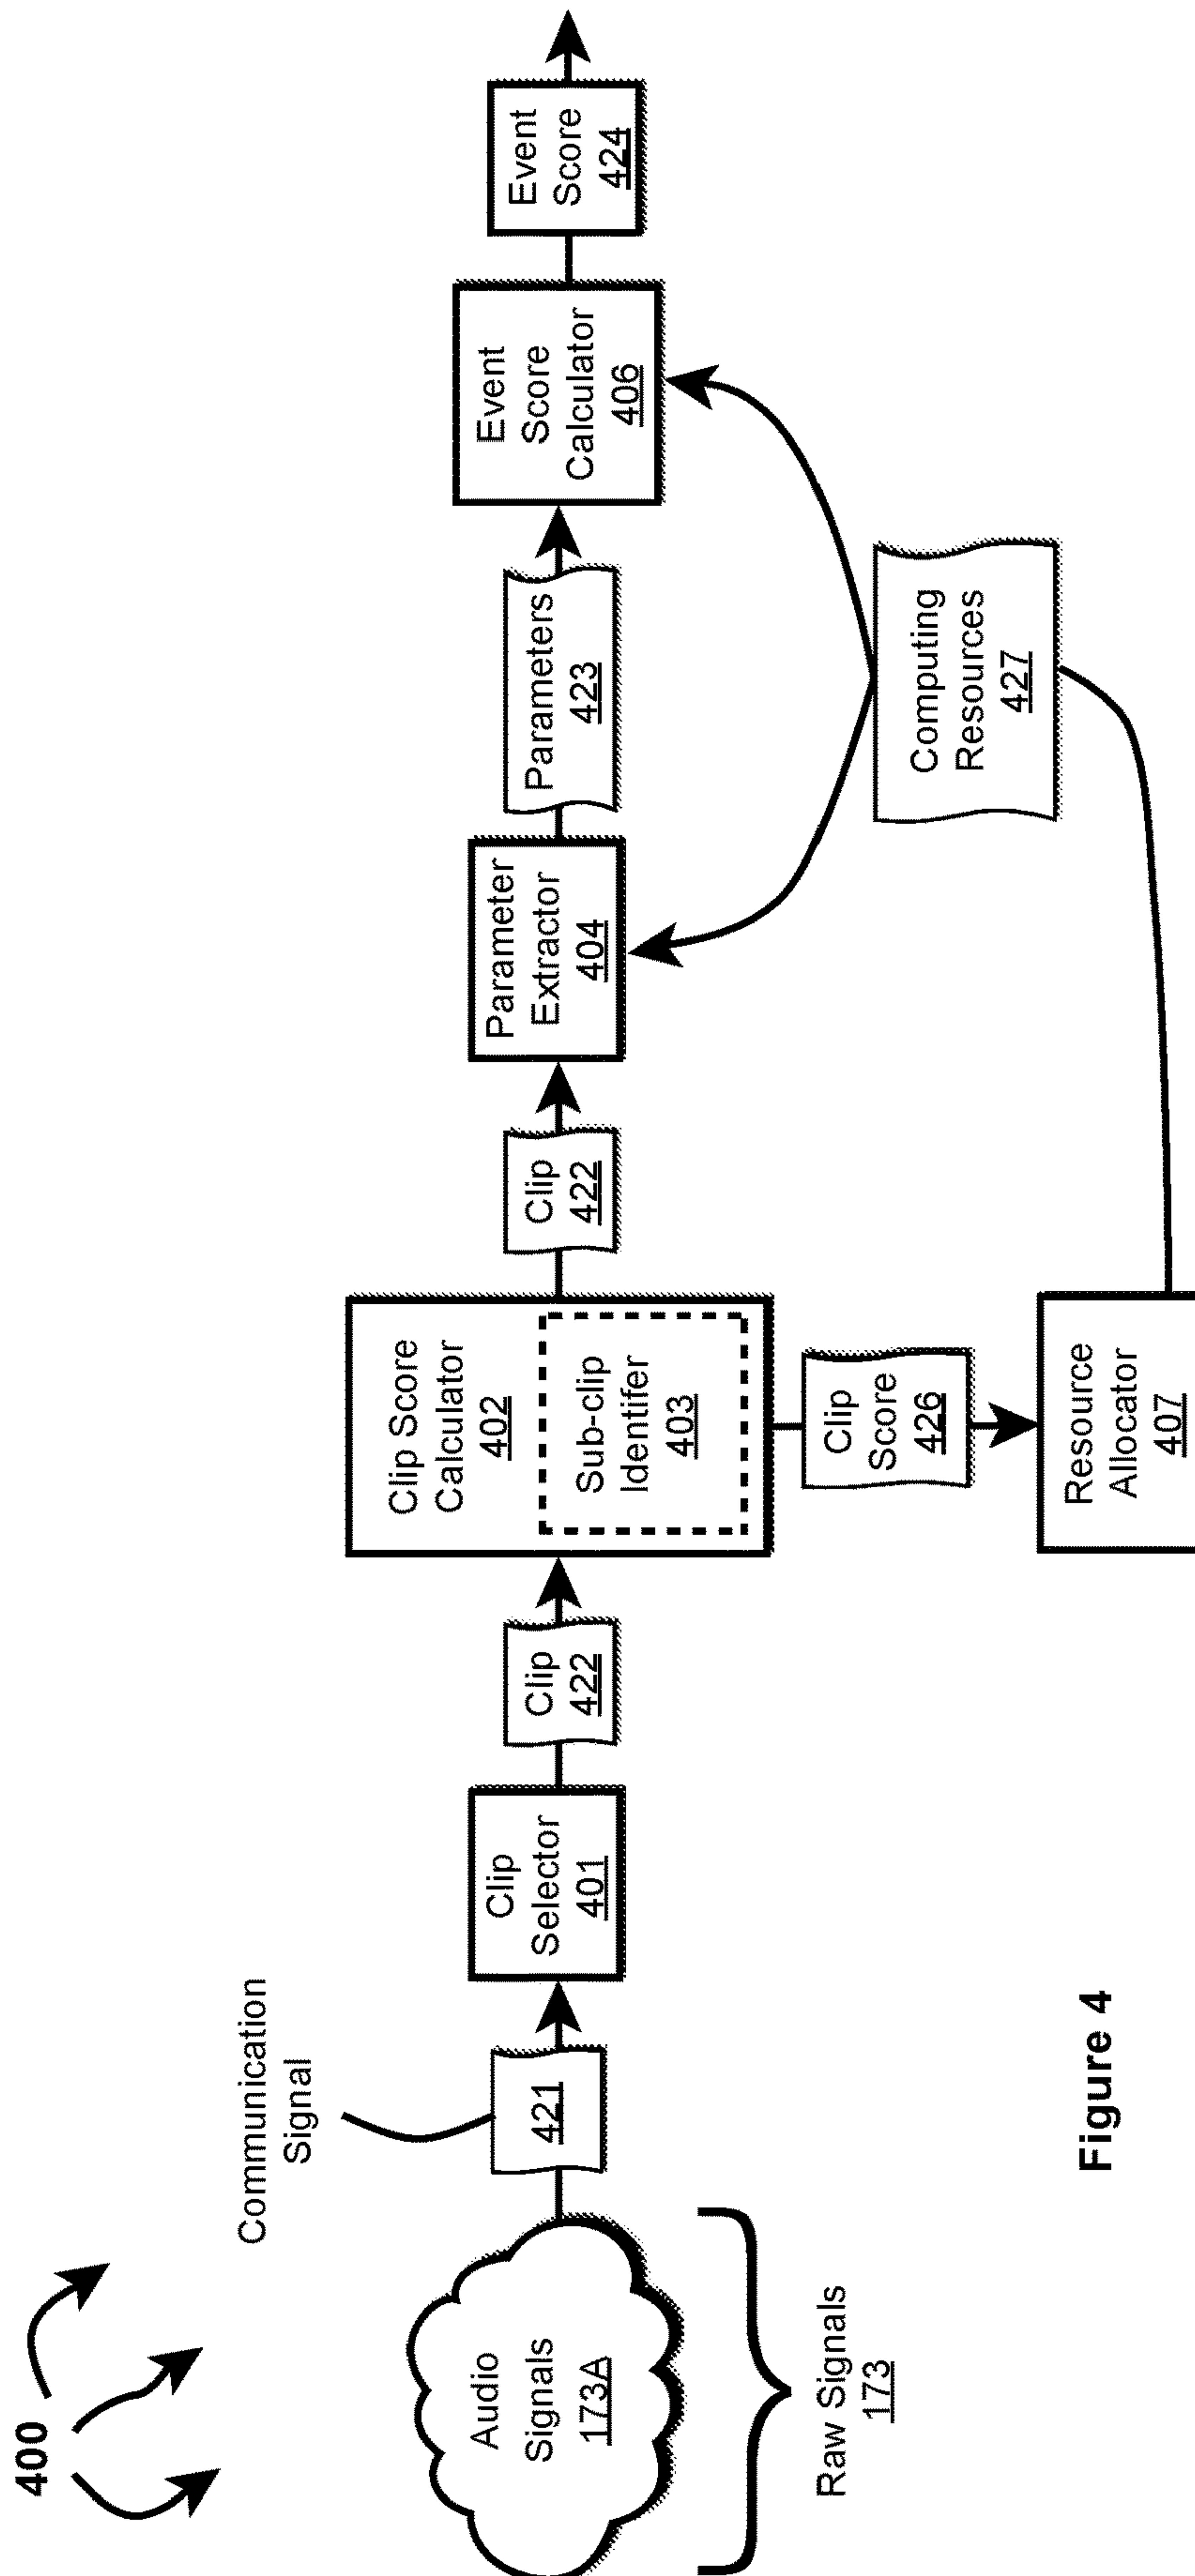 400
Communication
Signal
Audio
Signals
173A
Raw Signals
173
421
Clip
Selector
401
Clip
422
Clip Score
Calculator
402
Sub-clip
Identifer
403
Clip
422
Parameter
Extractor
404
Parameters
423
Event
Score
Calculator
406
Event
Score
424
Clip
Score
426
Resource
Allocator
407
Computing
Resources
427
Figure 4